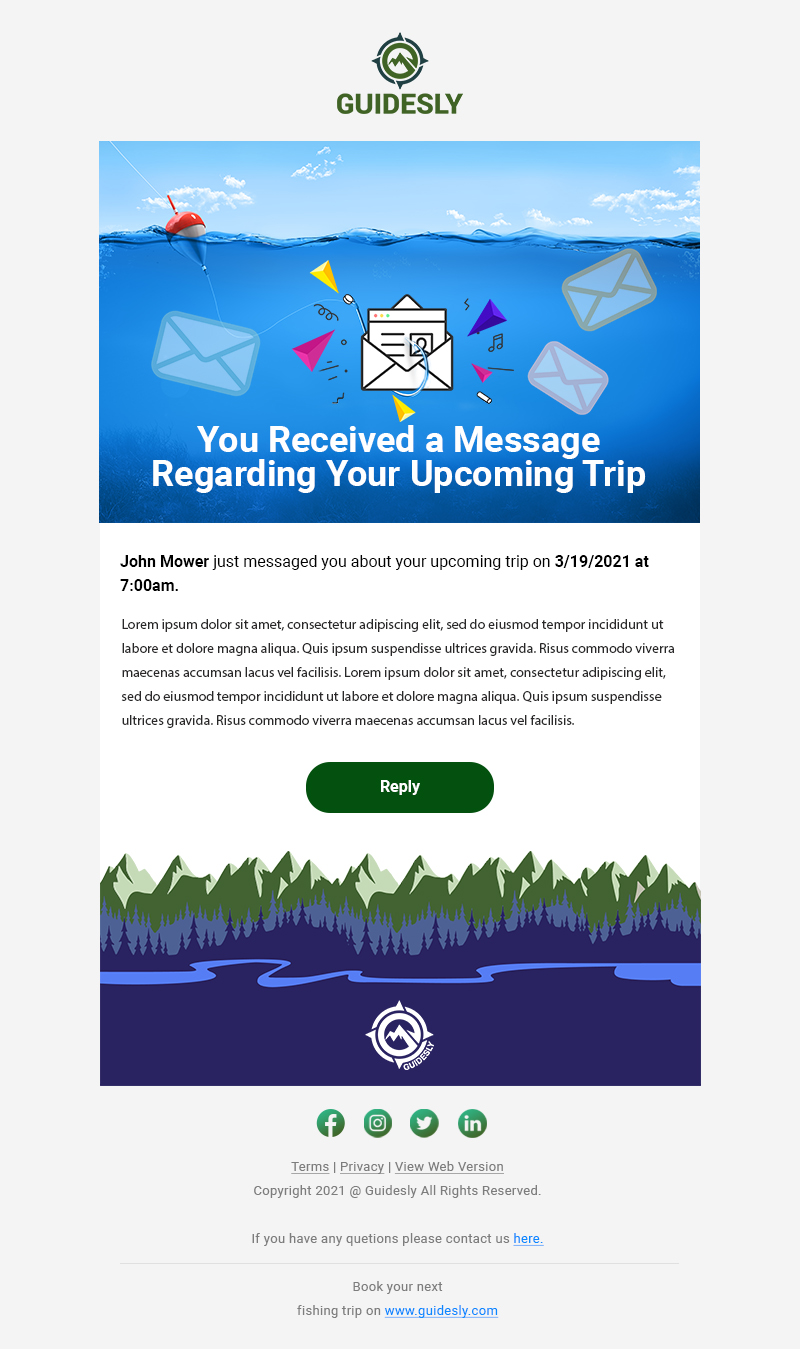 GUIDESLY
You Received a Message
Regarding Your Upcoming Trip
John Mower just messaged you about your upcoming trip on 3/19/2021 at
7:00am.
Lorem ipsum dolor sit amet, consectetur adipiscing elit, sed do eiusmod tempor incididunt ut
labore et dolore magna aliqua. Quis ipsum suspendisse ultrices gravida. Risus commodo viverra
maecenas accumsan lacus vel facilisis. Lorem ipsum dolor sit amet, consectetur adipiscing elit,
sed do eiusmod tempor incididunt ut labore et dolore magna aliqua. Quis ipsum suspendisse
ultrices gravida. Risus commodo viverra maecenas accumsan lacus vel facilisis.
Reply
GUIDESLY
Terms | Privacy | View Web Version
Copyright 2021 @ Guidesly All Rights Reserved.
If you have any quetions please contact us here.
Book your next
fishing trip on www.guidesly.com